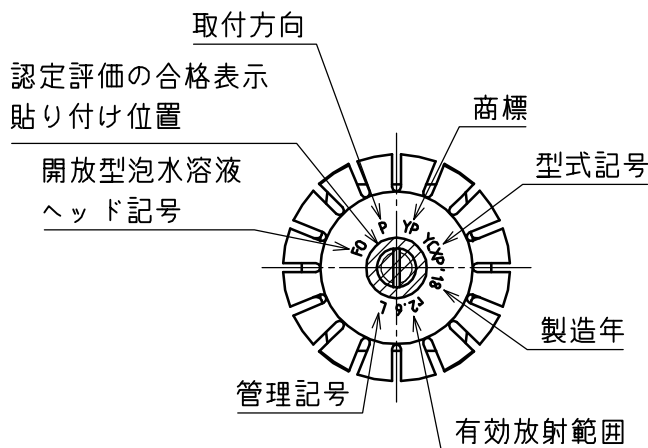 取付方向
認定評価の合格表示
貼り付け位置
商標
開放型泡水溶液
ヘッド記号
型式記号
FO P YP YCXP '18 r2.6 L
製造年
管理記号
有効放射範囲